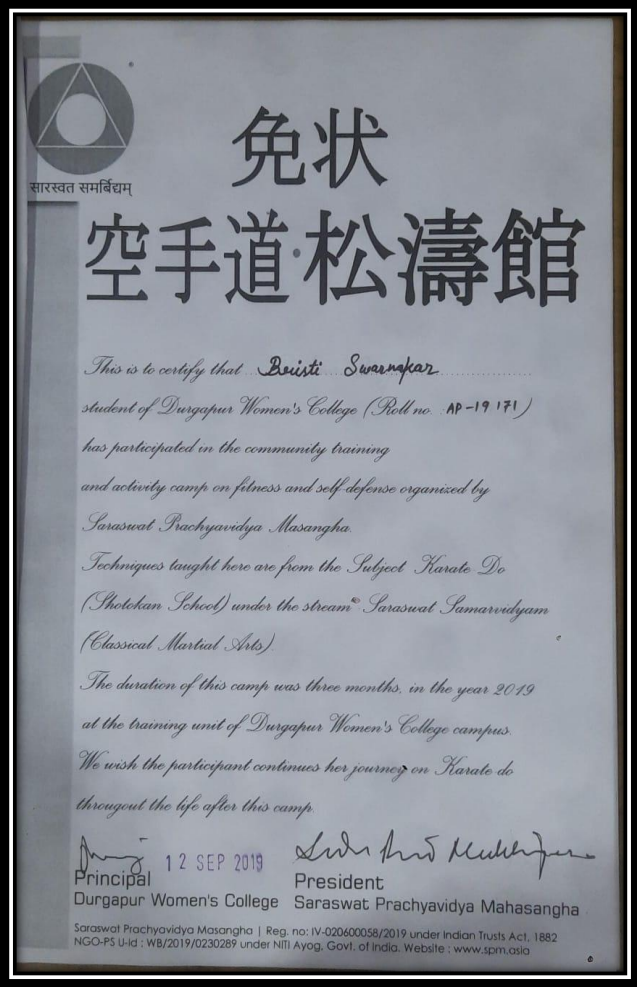 सारस्वत समर्बिद्यम्
免状
空手道・松濤館
This is to certify that Bristi Swarnakar
student of Durgapur Women's College (Roll no. AP-19171)
has participated in the community training
and activity camp on fitness and self-defense organized by
Saraswat Prachyavidya Masangha.
Techniques taught here are from the Subject Karate Do
(Shotokan School) under the stream Saraswat Samarvidyam
(Classical Martial Arts).
The duration of this camp was three months, in the year 2019
at the training unit of Durgapur Women's College campus.
We wish the participant continues her journey on Karate do
througout the life after this camp.
12 SEP 2019
Principal
Durgapur Women's College
President
Saraswat Prachyavidya Mahasangha
Saraswat Prachyavidya Masangha | Reg. no: IV-020600058/2019 under Indian Trusts Act, 1882
NGO-PS U-Id : WB/2019/0230289 under NITI Ayog, Govt. of India. Website : www.spm.asia